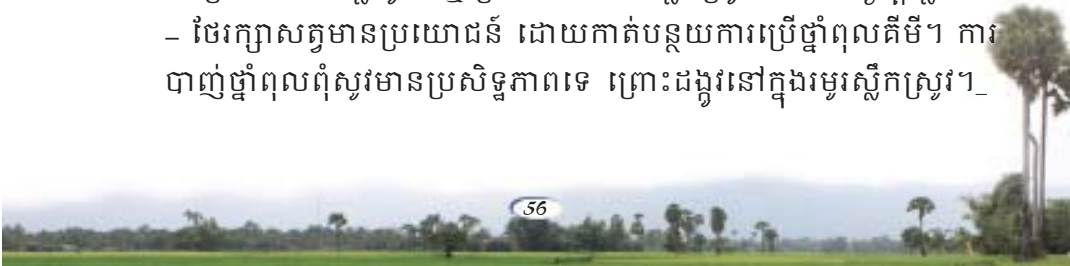 – ថែរក្សាសត្វមានប្រយោជន៍ ដោយកាត់បន្ថយការប្រើថ្នាំពុលគីមី។ ការ
បាញ់ថ្នាំពុលពុំសូវមានប្រសិទ្ឋភាពទេ ព្រោះដង្កូវនៅក្នុងរមូរស្លឹកស្រូវ។_
56